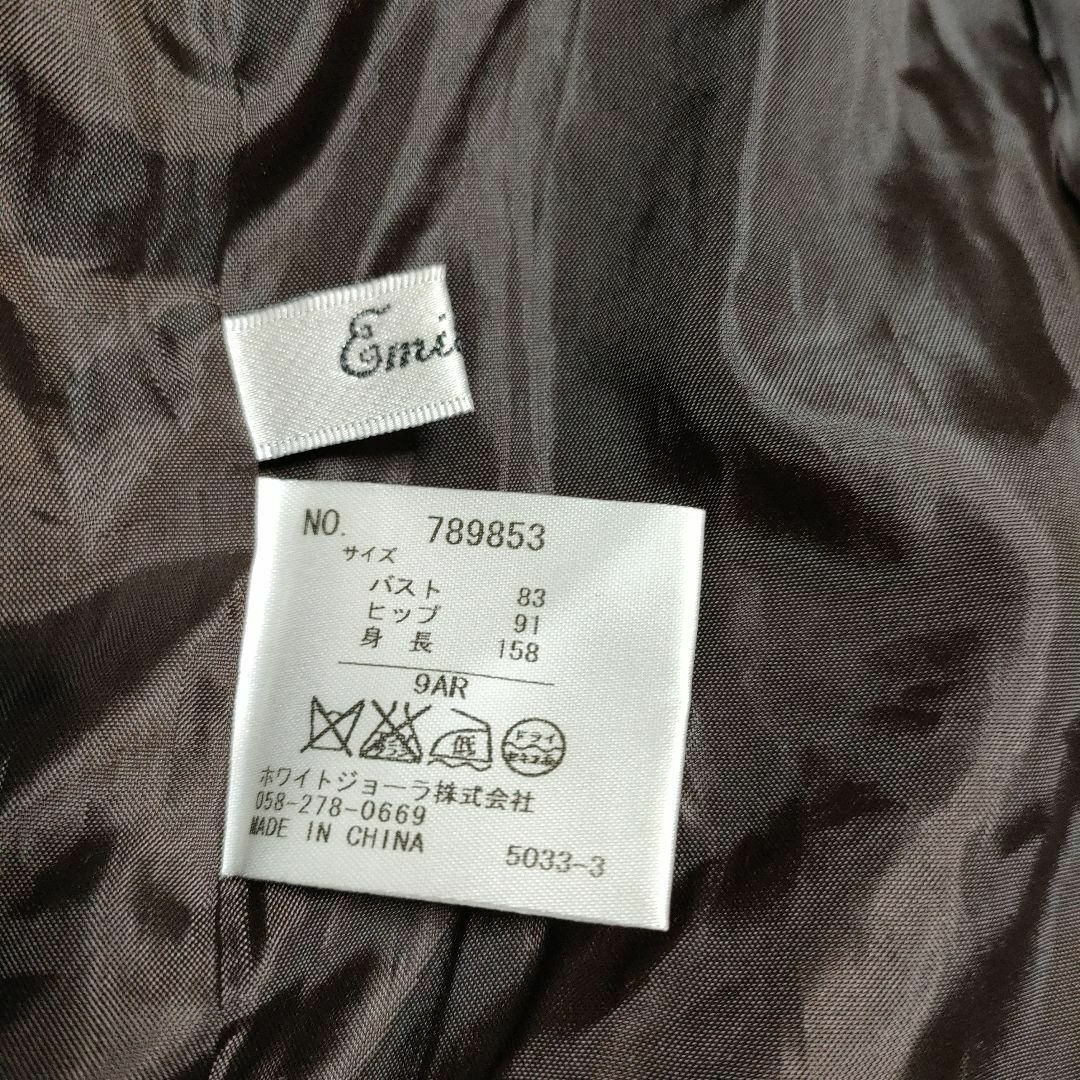 Emi
NO. 789853
サイズ
バスト 83
ヒップ 91
身長 158
9AR
低 ドライ
ホワイトジョーラ株式会社
058-278-0669
MADE IN CHINA 5033-3